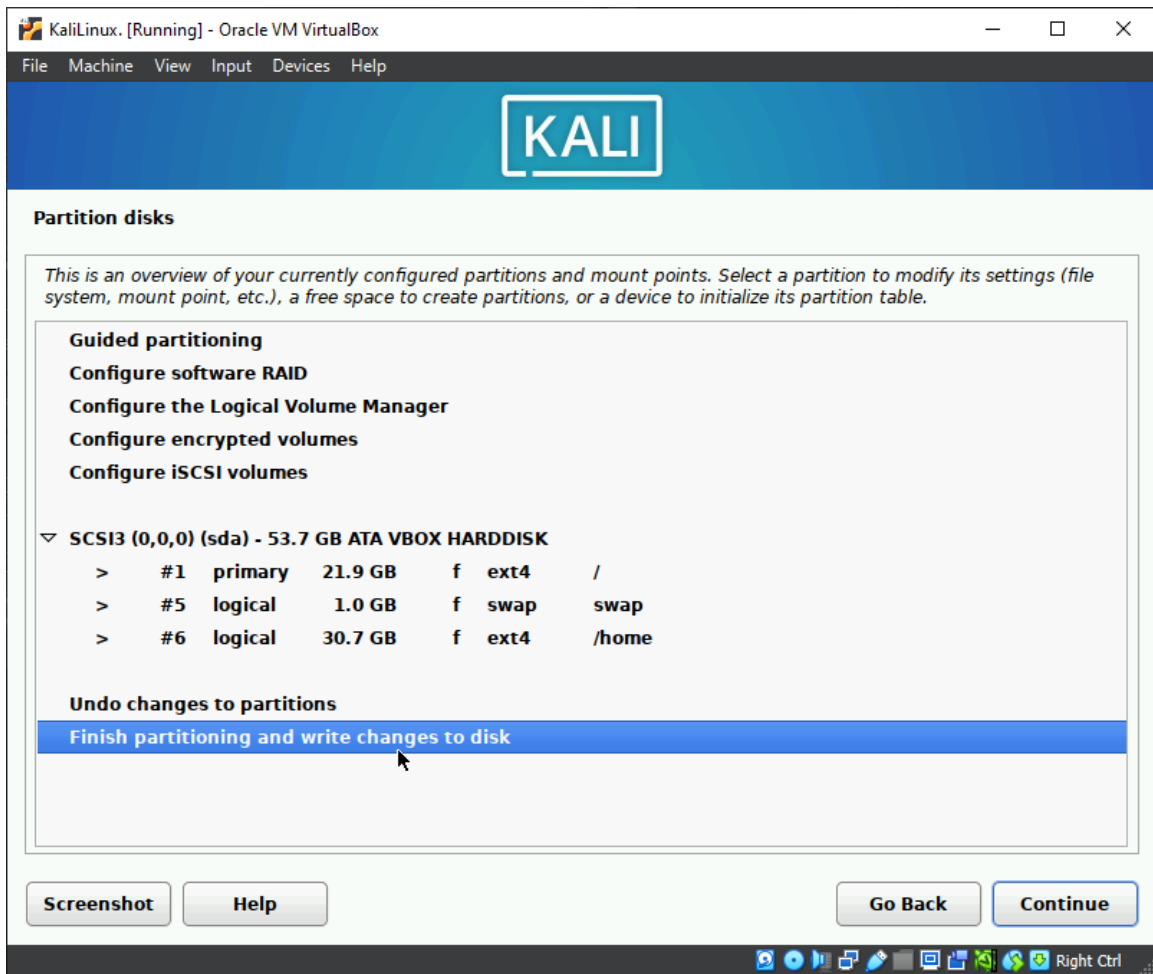 KaliLinux. [Running] - Oracle VM VirtualBox
File Machine View Input Devices Help
KALI
Partition disks
This is an overview of your currently configured partitions and mount points. Select a partition to modify its settings (file
system, mount point, etc.), a free space to create partitions, or a device to initialize its partition table.
Guided partitioning
Configure software RAID
Configure the Logical Volume Manager
Configure encrypted volumes
Configure iSCSI volumes
SCSI3 (0,0,0) (sda) - 53.7 GB ATA VBOX HARDDISK
> #1 primary 21.9 GB f ext4 /
> #5 logical 1.0 GB f swap swap
> #6 logical 30.7 GB f ext4 /home
Undo changes to partitions
Finish partitioning and write changes to disk
Screenshot Help Go Back Continue
Right Ctrl